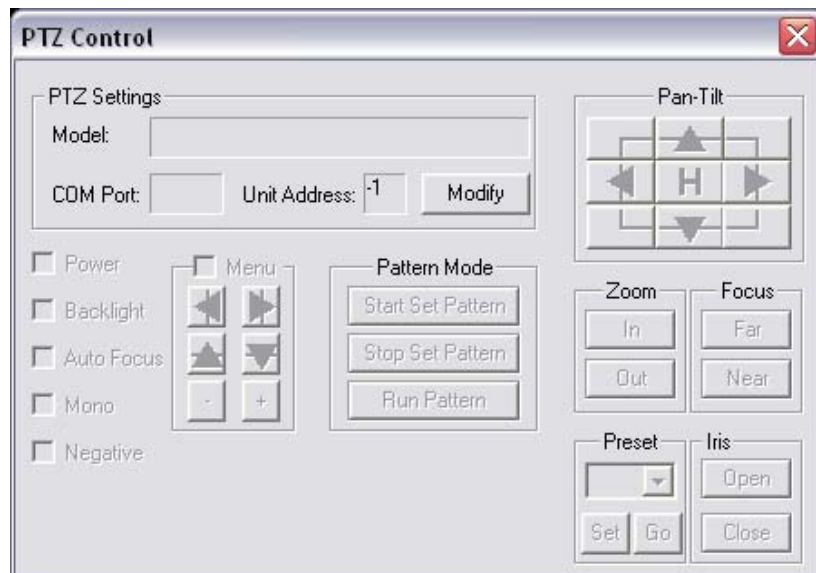 PTZ Control
PTZ Settings
Model:
COM Port:
Unit Address: -1
Modify
Pan-Tilt
H
Power
Backlight
Auto Focus
Mono
Negative
Menu
- +
Pattern Mode
Start Set Pattern
Stop Set Pattern
Run Pattern
Zoom
In
Out
Focus
Far
Near
Preset
Set Go
Iris
Open
Close